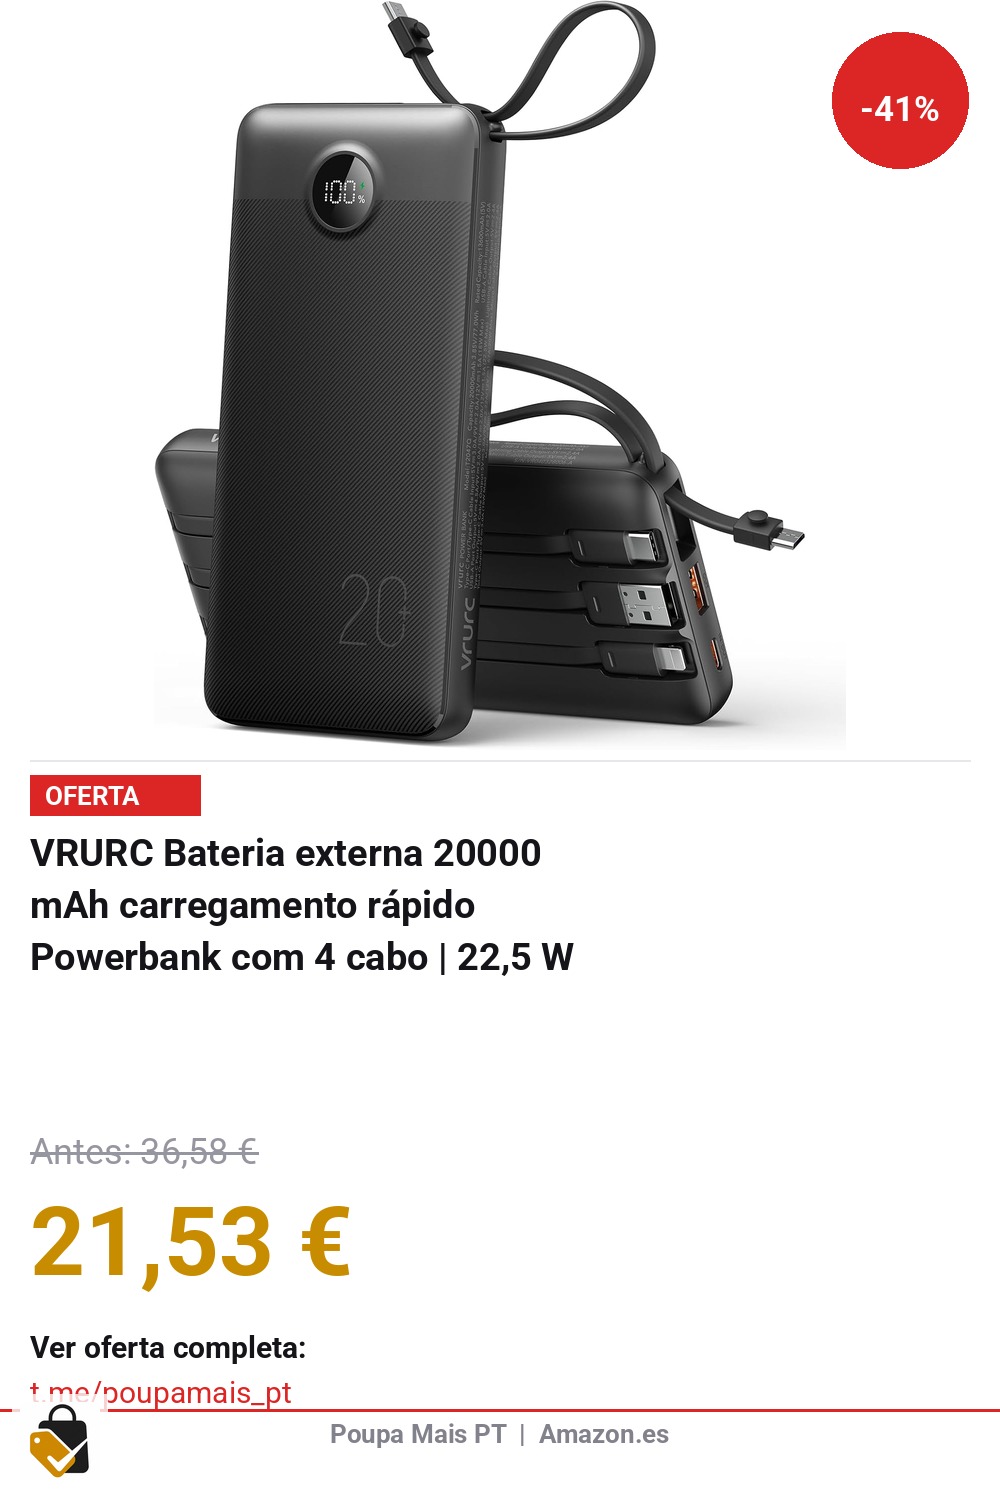 -41%
100%
20+
vrurc
OFERTA
VRURC Bateria externa 20000
mAh carregamento rápido
Powerbank com 4 cabo | 22,5 W
Antes: 36,58 €
21,53 €
Ver oferta completa:
t.me/poupamais_pt
Poupa Mais PT | Amazon.es